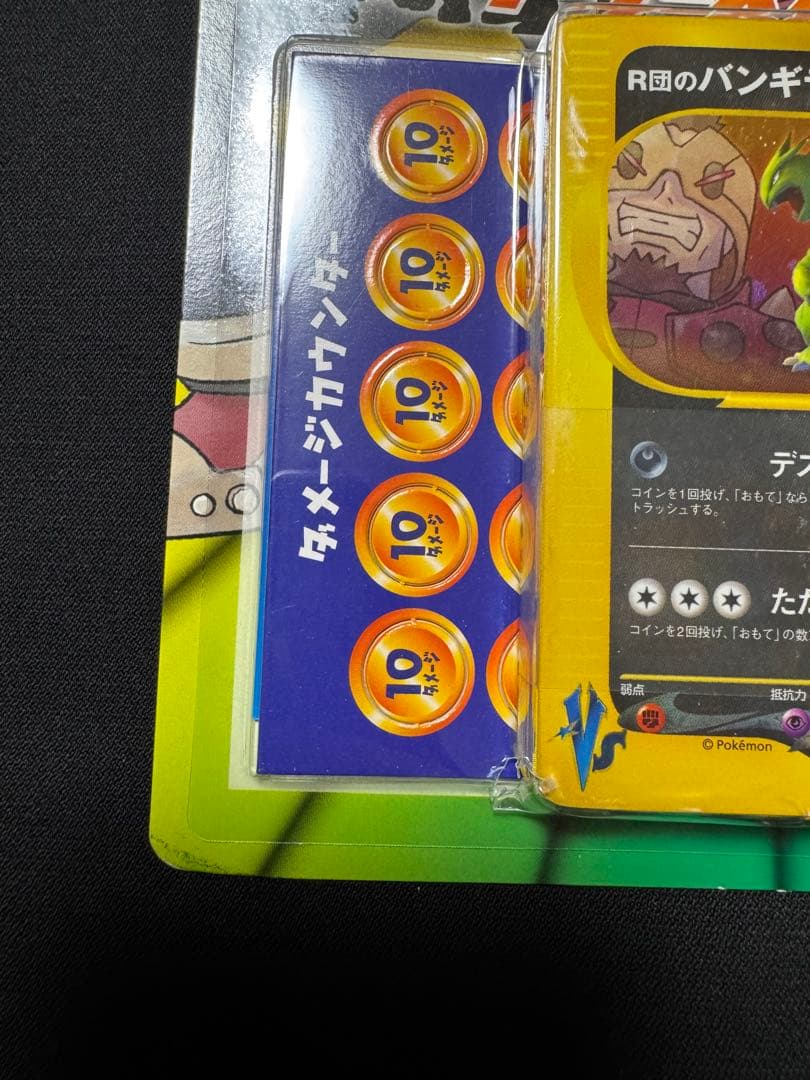 R団のバンギ
ダメージカウンター
10
ダメージ
10
ダメージ
10
ダメージ
10
ダメージ
10
ダメージ
デス
コインを1回投げ、「おもて」なら
トラッシュする。
たた
コインを2回投げ、「おもて」の数
弱点
抵抗力
VS
© Pokémon